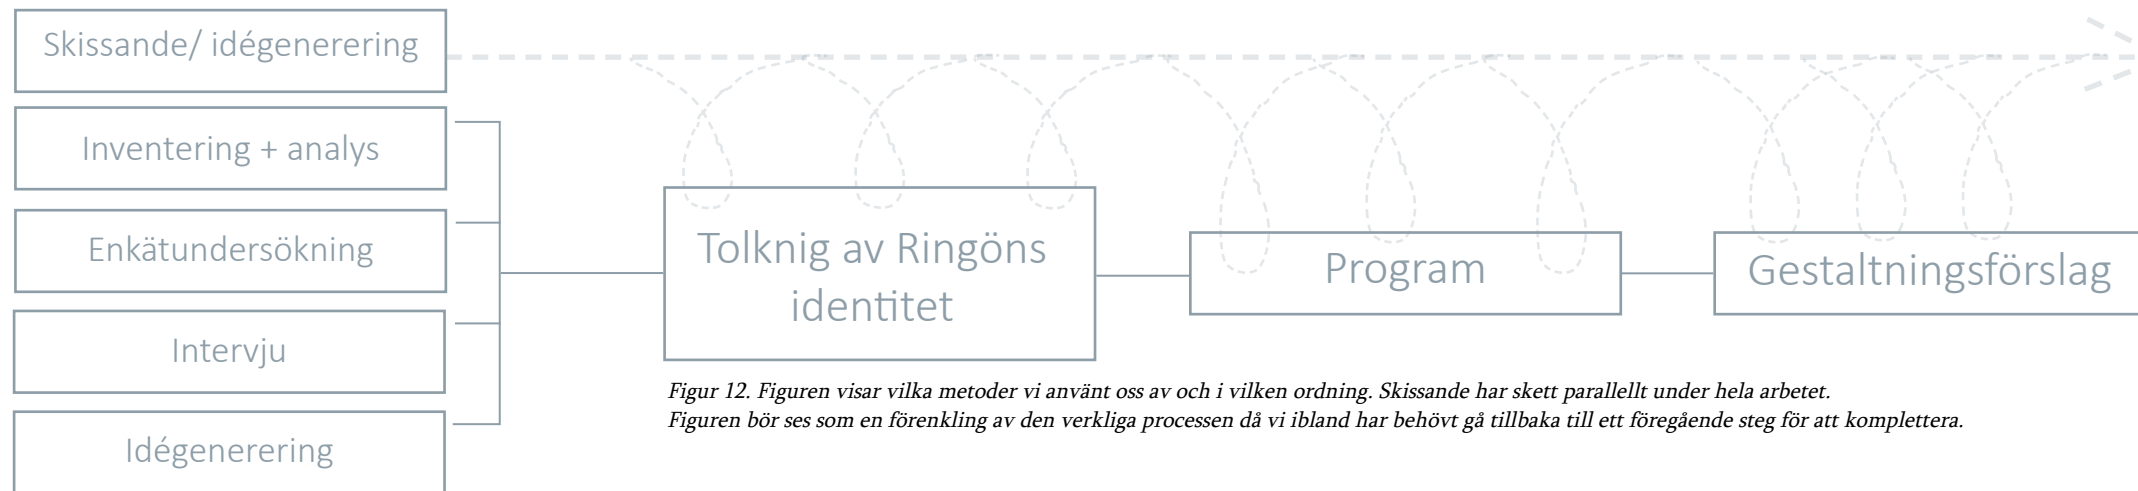 Skissande/ idégenerering
Inventering + analys
Enkätundersökning
Intervju
Idégenerering
Tolknig av Ringöns
identitet
Program
Gestaltningsförslag
Figur 12. Figuren visar vilka metoder vi använt oss av och i vilken ordning. Skissande har skett parallellt under hela arbetet.
Figuren bör ses som en förenkling av den verkliga processen då vi ibland har behövt gå tillbaka till ett föregående steg för att komplettera.